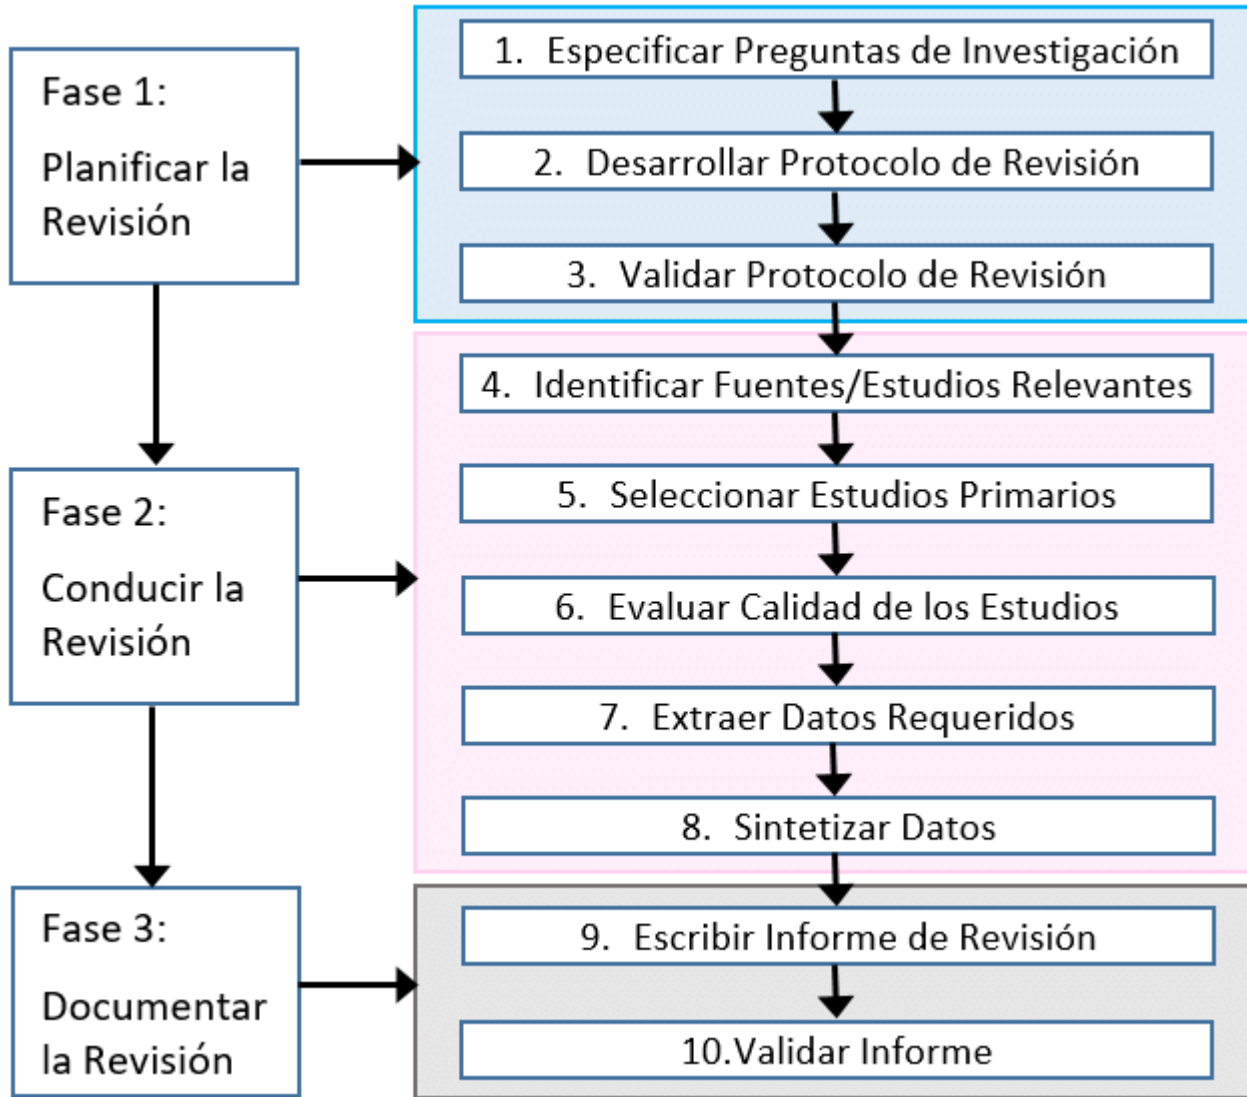 Fase 1:
Planificar la
Revisión
1. Especificar Preguntas de Investigación
2. Desarrollar Protocolo de Revisión
3. Validar Protocolo de Revisión
Fase 2:
Conducir la
Revisión
4. Identificar Fuentes/Estudios Relevantes
5. Seleccionar Estudios Primarios
6. Evaluar Calidad de los Estudios
7. Extraer Datos Requeridos
8. Sintetizar Datos
Fase 3:
Documentar
la Revisión
9. Escribir Informe de Revisión
10.Validar Informe